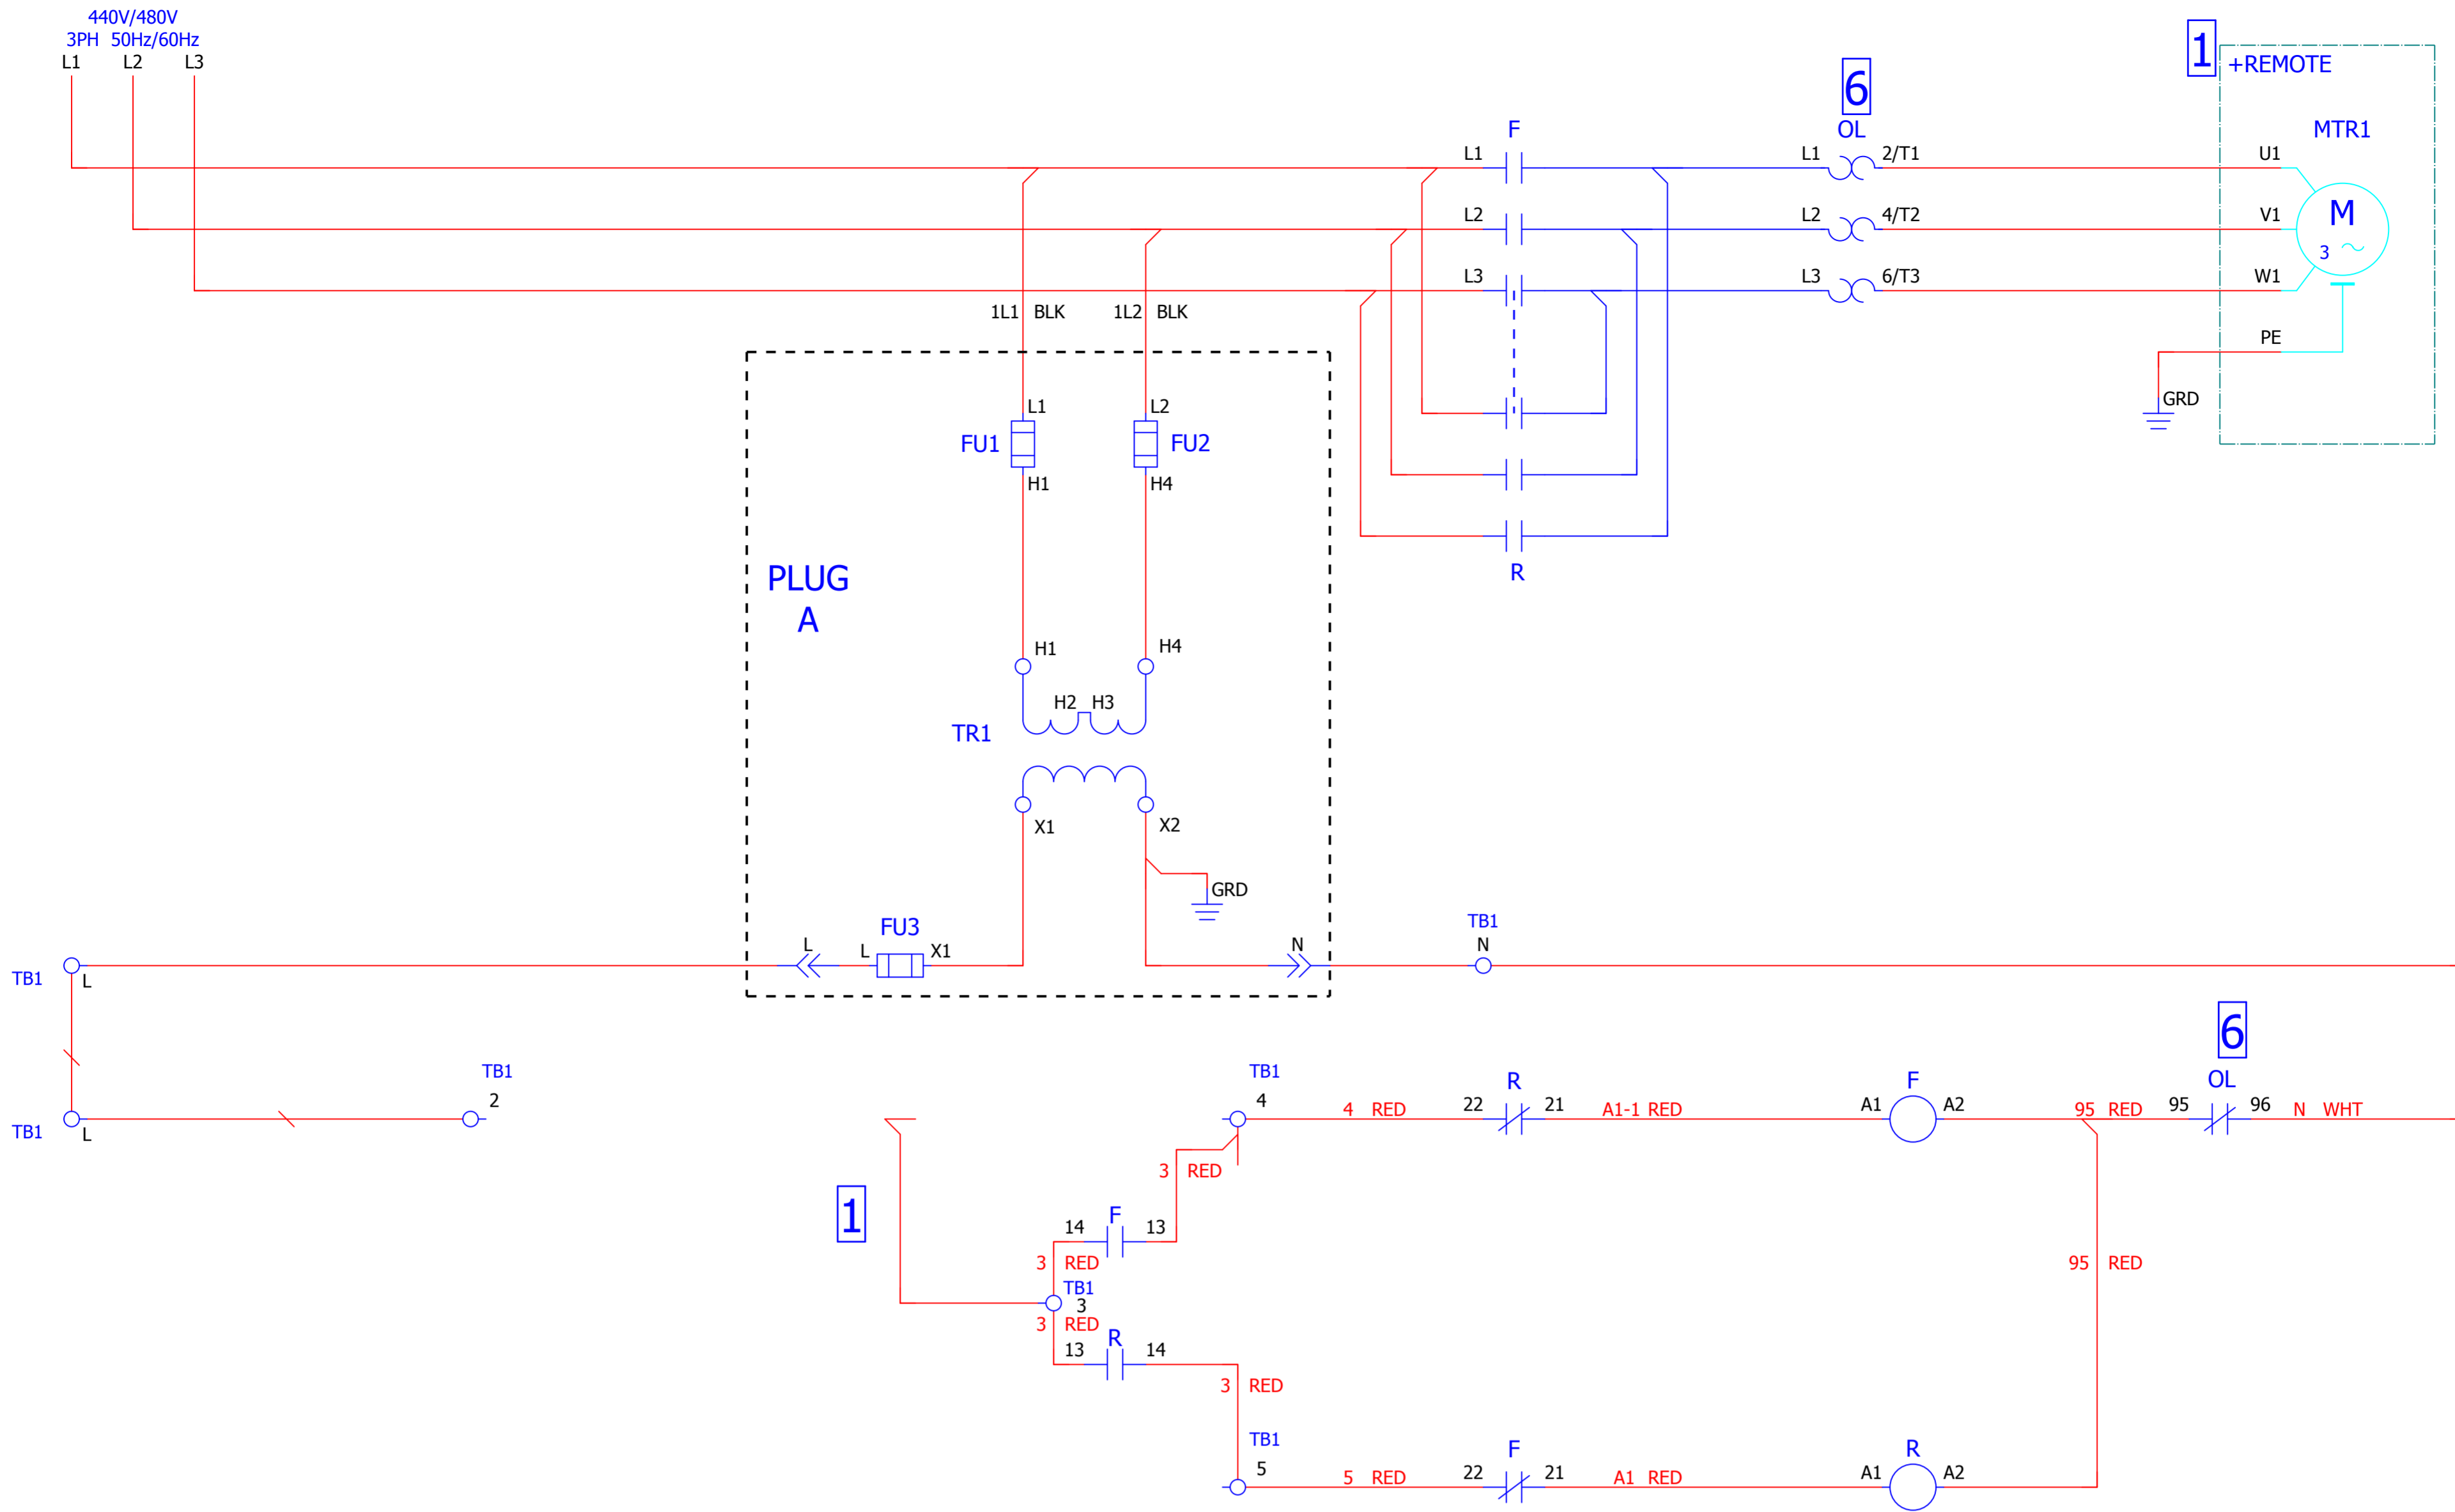 440V/480V
3PH 50Hz/60Hz
L1 L2 L3
1
+REMOTE
6
F OL MTR1
L1 L1 2/T1 U1
L2 L2 4/T2 V1
M
3
L3 L3 6/T3 W1
1L1 BLK 1L2 BLK
PE
GRD
L1 L2
FU1 FU2
H1 H4
R
PLUG
A
H1 H4
H2 H3
TR1
X1 X2
GRD
FU3
TB1
L L X1 N N
TB1 L
6
TB1 TB1 R F OL
2 4 4 RED 22 21 A1-1 RED A1 A2 95 RED 95 96 N WHT
TB1 L
3 RED
1
F
14 13
3 RED
95 RED
TB1
3
3 RED
R
13 14
3 RED
TB1 F R
5 5 RED 22 21 A1 RED A1 A2